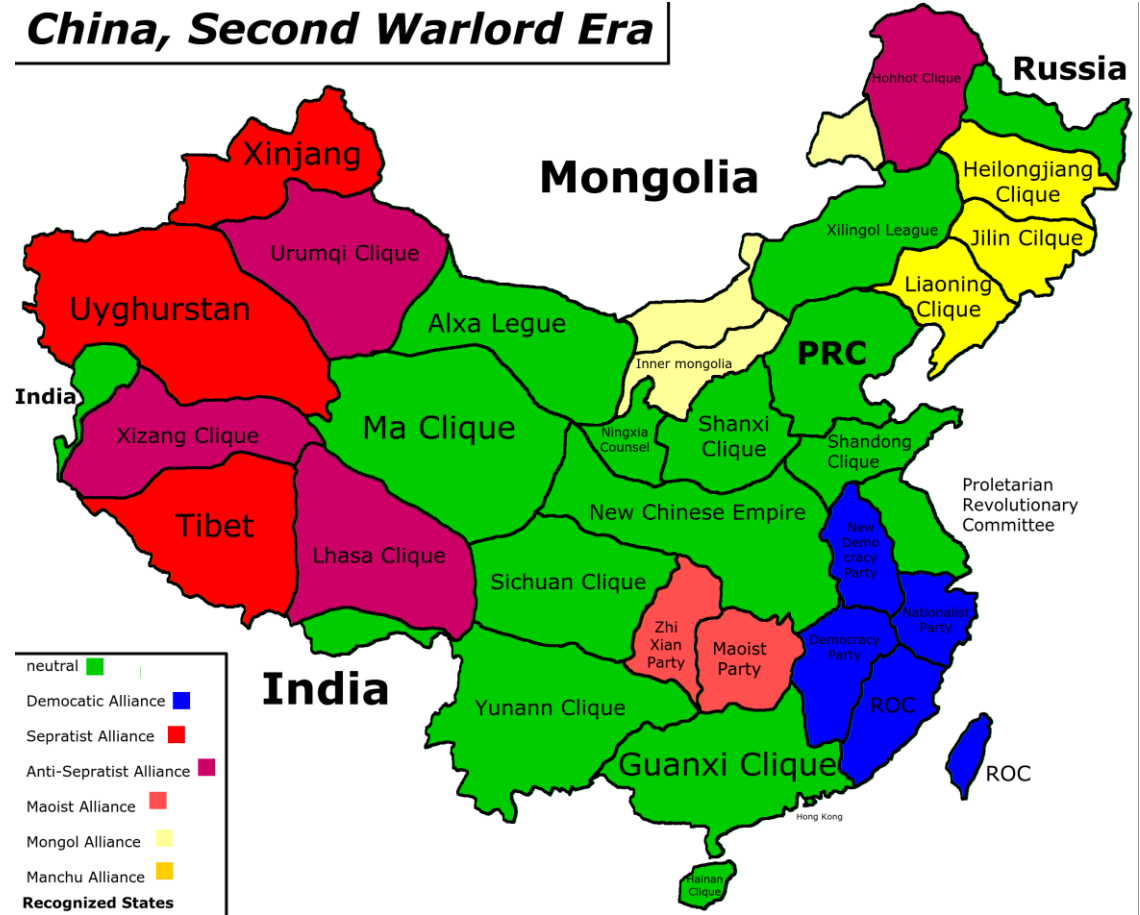 China, Second Warlord Era
Hohhot Clique
Russia
Xinjang
Mongolia
Heilongjiang
Clique
Urumqi Clique
Xilingol League
Jilin Cilque
Uyghurstan
Alxa Legue
Liaoning
Clique
PRC
Inner mongolia
India
Xizang Clique
Ma Clique
Ningxia
Counsel
Shanxi
Clique
Shandong
Clique
Proletarian
Revolutionary
Committee
Tibet
Lhasa Clique
New Chinese Empire
New
Demo
cracy
Party
Sichuan Clique
Nationalist
Party
Zhi
Xian
Party
Maoist
Party
Democracy
Party
India
Yunann Clique
ROC
Guanxi Clique
ROC
Hong Kong
Hainan
Clique
neutral
Democatic Alliance
Sepratist Alliance
Anti-Sepratist Alliance
Maoist Alliance
Mongol Alliance
Manchu Alliance
Recognized States